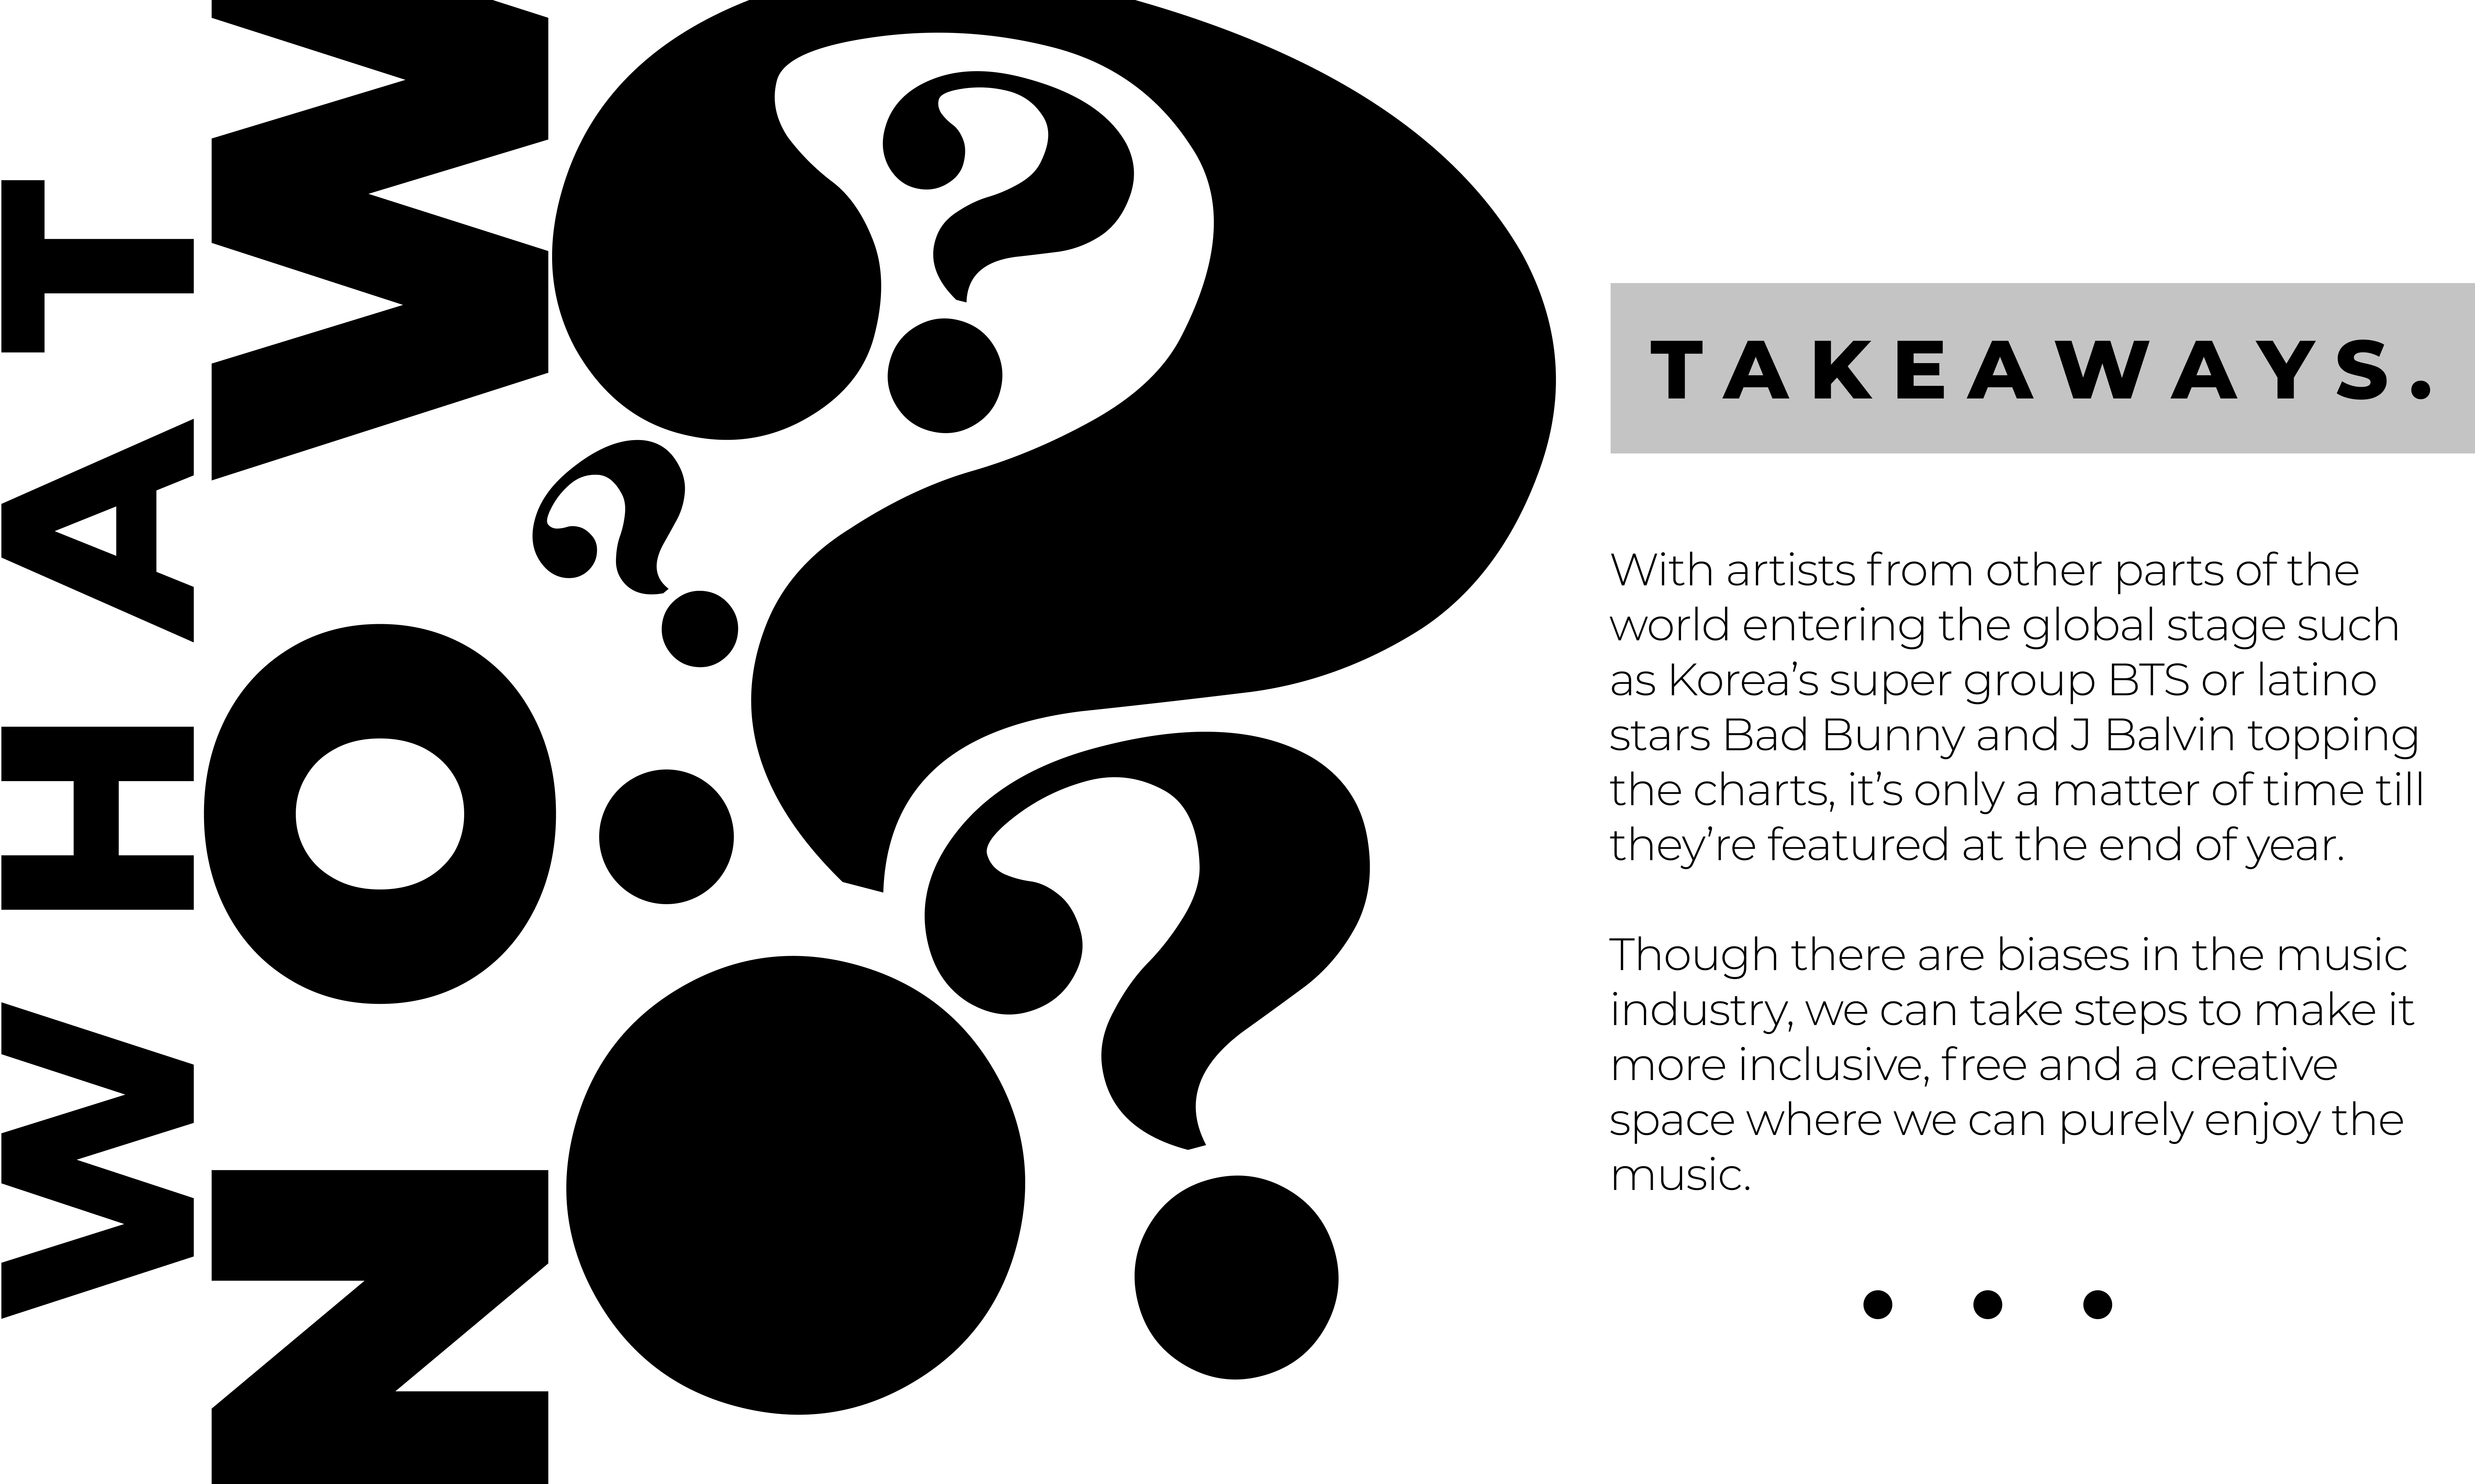 WHAT
NOW
????
TAKEAWAYS.
With artists from other parts of the
world entering the global stage such
as Korea’s super group BTS or latino
stars Bad Bunny and J Balvin topping
the charts, it’s only a matter of time till
they’re featured at the end of year.
Though there are biases in the music
industry, we can take steps to make it
more inclusive, free and a creative
space where we can purely enjoy the
music.